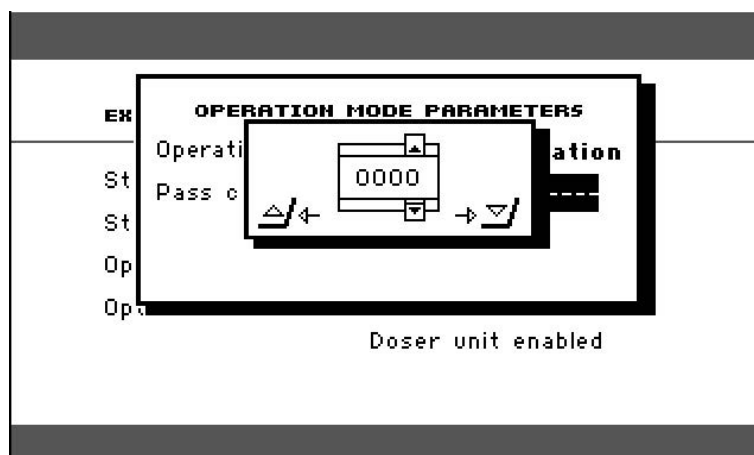 OPERATION MODE PARAMETERS
EX
Operati ation
St
0000
Pass c ----
St
Op
Op
Doser unit enabled